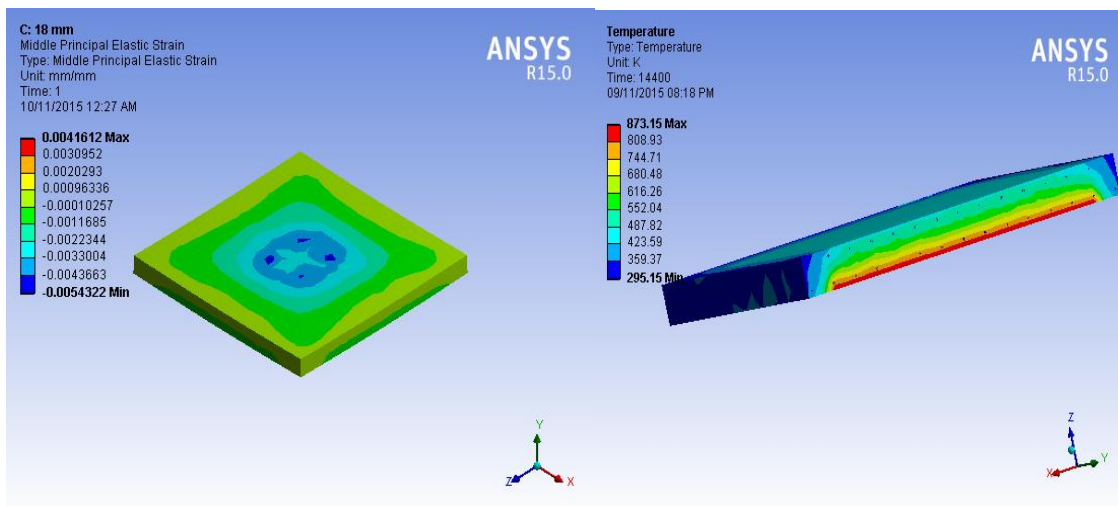 C: 18 mm
Middle Principal Elastic Strain
Type: Middle Principal Elastic Strain
Unit: mm/mm
Time: 1
10/11/2015 12:27 AM
ANSYS
R15.0
0.0041612 Max
0.0030952
0.0020293
0.00096336
-0.00010257
-0.0011685
-0.0022344
-0.0033004
-0.0043663
-0.0054322 Min
Y
Z
X
Temperature
Type: Temperature
Unit: K
Time: 14400
09/11/2015 08:18 PM
ANSYS
R15.0
873.15 Max
808.93
744.71
680.48
616.26
552.04
487.82
423.59
359.37
295.15 Min
Z
X
Y